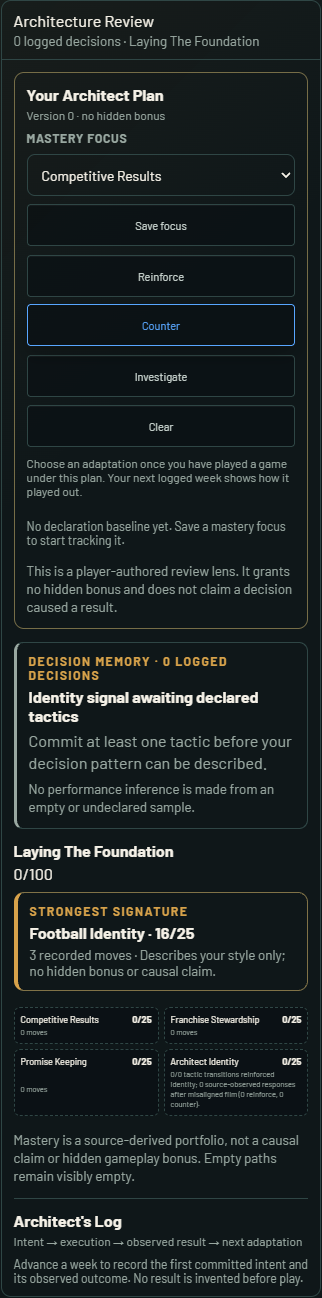 Architecture Review
0 logged decisions · Laying The Foundation
Your Architect Plan
Version 0 · no hidden bonus
MASTERY FOCUS
Competitive Results
Save focus
Reinforce
Counter
Investigate
Clear
Choose an adaptation once you have played a game
under this plan. Your next logged week shows how it
played out.
No declaration baseline yet. Save a mastery focus
to start tracking it.
This is a player-authored review lens. It grants
no hidden bonus and does not claim a decision
caused a result.
DECISION MEMORY · 0 LOGGED
DECISIONS
Identity signal awaiting declared
tactics
Commit at least one tactic before your
decision pattern can be described.
No performance inference is made from an
empty or undeclared sample.
Laying The Foundation
0/100
STRONGEST SIGNATURE
Football Identity · 16/25
3 recorded moves · Describes your style only;
no hidden bonus or causal claim.
Competitive Results 0/25
0 moves
Franchise Stewardship 0/25
0 moves
Promise Keeping 0/25
0 moves
Architect Identity 0/25
0/0 tactic transitions reinforced
identity; 0 source-observed responses
after misaligned film (0 reinforce, 0
counter).
Mastery is a source-derived portfolio, not a causal
claim or hidden gameplay bonus. Empty paths
remain visibly empty.
Architect's Log
Intent → execution → observed result → next adaptation
Advance a week to record the first committed intent and
its observed outcome. No result is invented before play.